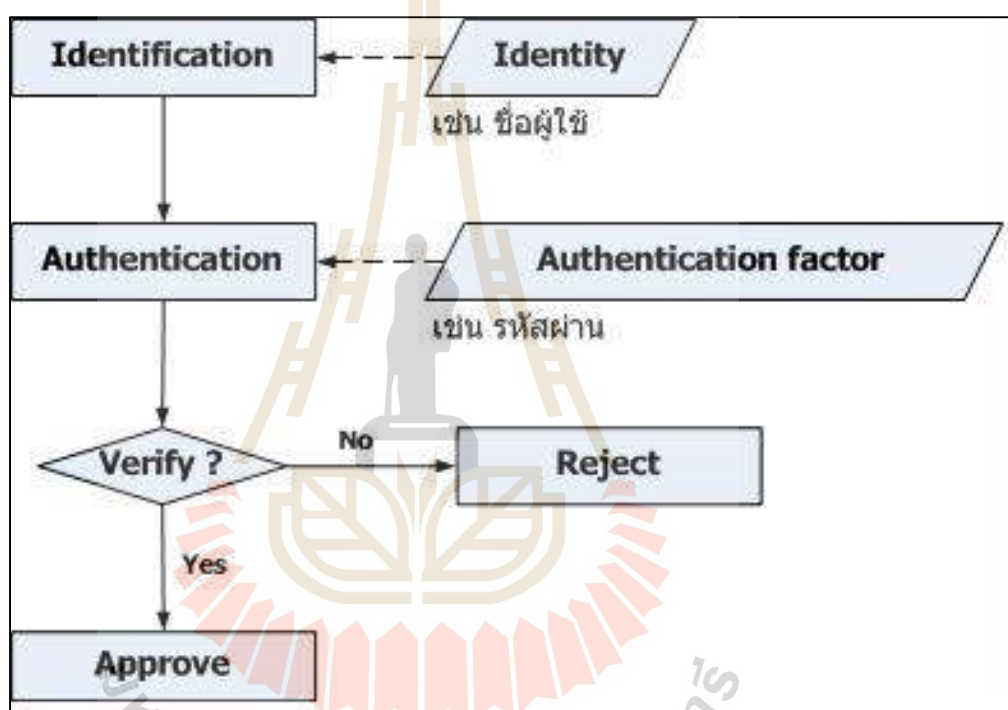 Identification
Identity
เช่น ชื่อผู้ใช้
Authentication
Authentication factor
เช่น รหัสผ่าน
Verify ?
No
Reject
Yes
Approve